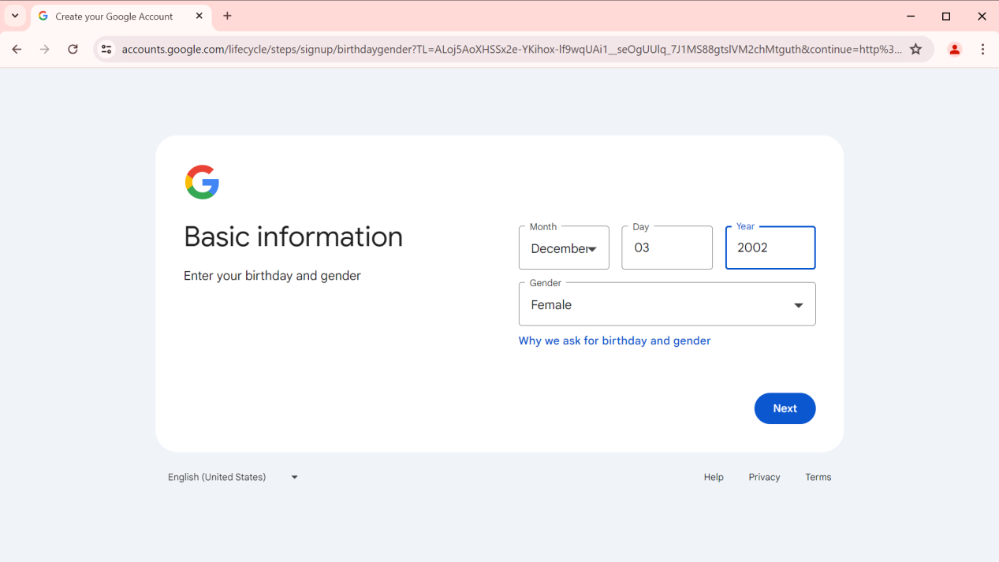 Create your Google Account
accounts.google.com/lifecycle/steps/signup/birthdaygender?TL=ALoj5AoXHSSx2e-YKihox-lf9wqUAi1__seOgUUlq_7J1MS88gtslVM2chMtguth&continue=http%3...
Basic information
Enter your birthday and gender
Month
Day
Year
December
03
2002
Gender
Female
Why we ask for birthday and gender
Next
English (United States)
Help
Privacy
Terms